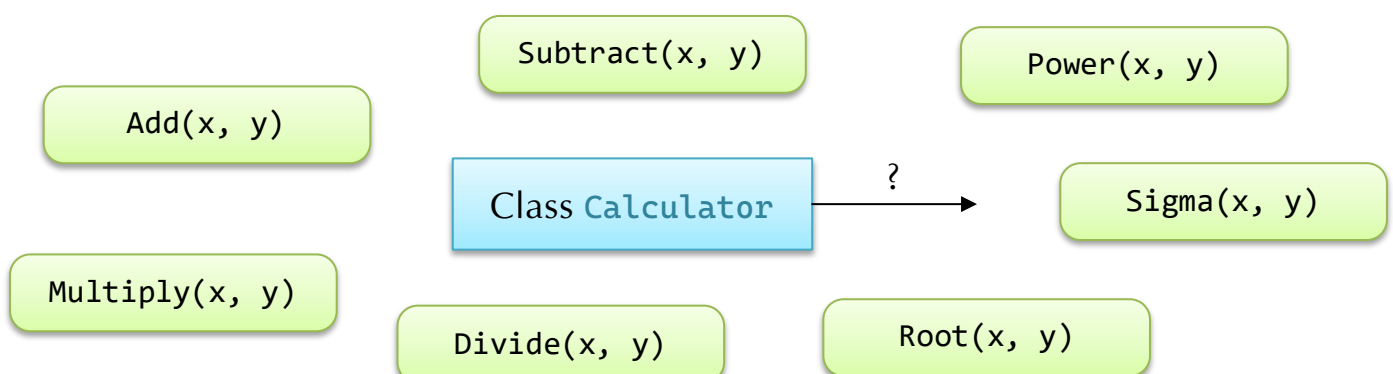 Subtract(x, y)
Power(x, y)
Add(x, y)
Class Calculator
?
Sigma(x, y)
Multiply(x, y)
Divide(x, y)
Root(x, y)